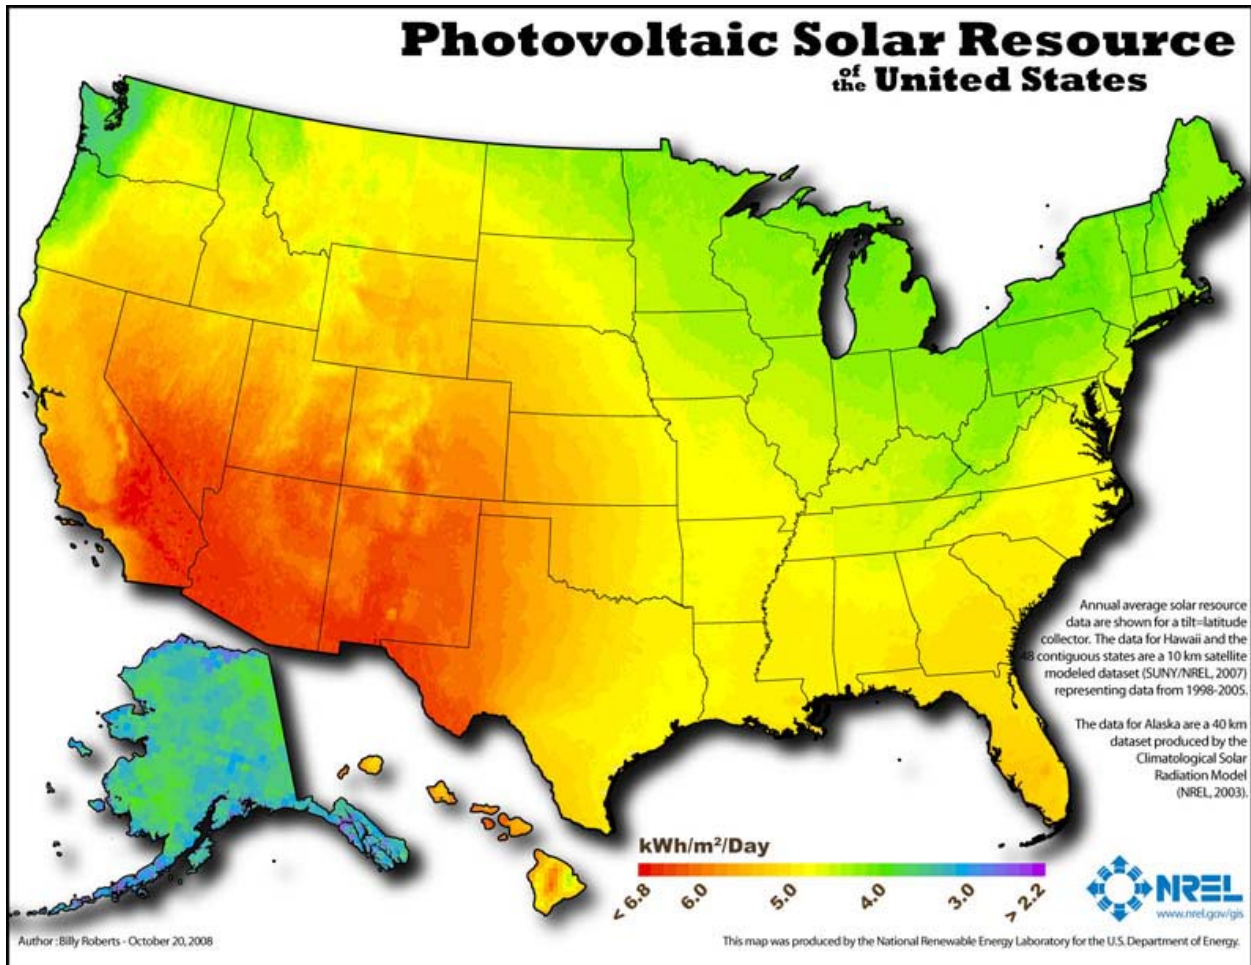 Photovoltaic Solar Resource
of the United States
Annual average solar resource
data are shown for a tilt=latitude
collector. The data for Hawaii and the
48 contiguous states are a 10 km satellite
modeled dataset (SUNY/NREL, 2007)
representing data from 1998-2005.
The data for Alaska are a 40 km
dataset produced by the
Climatological Solar
Radiation Model
(NREL, 2003).
kWh/m²/Day
< 6.8 6.0 5.0 4.0 3.0 > 2.2
NREL
www.nrel.gov/gis
Author : Billy Roberts - October 20, 2008
This map was produced by the National Renewable Energy Laboratory for the U.S. Department of Energy.